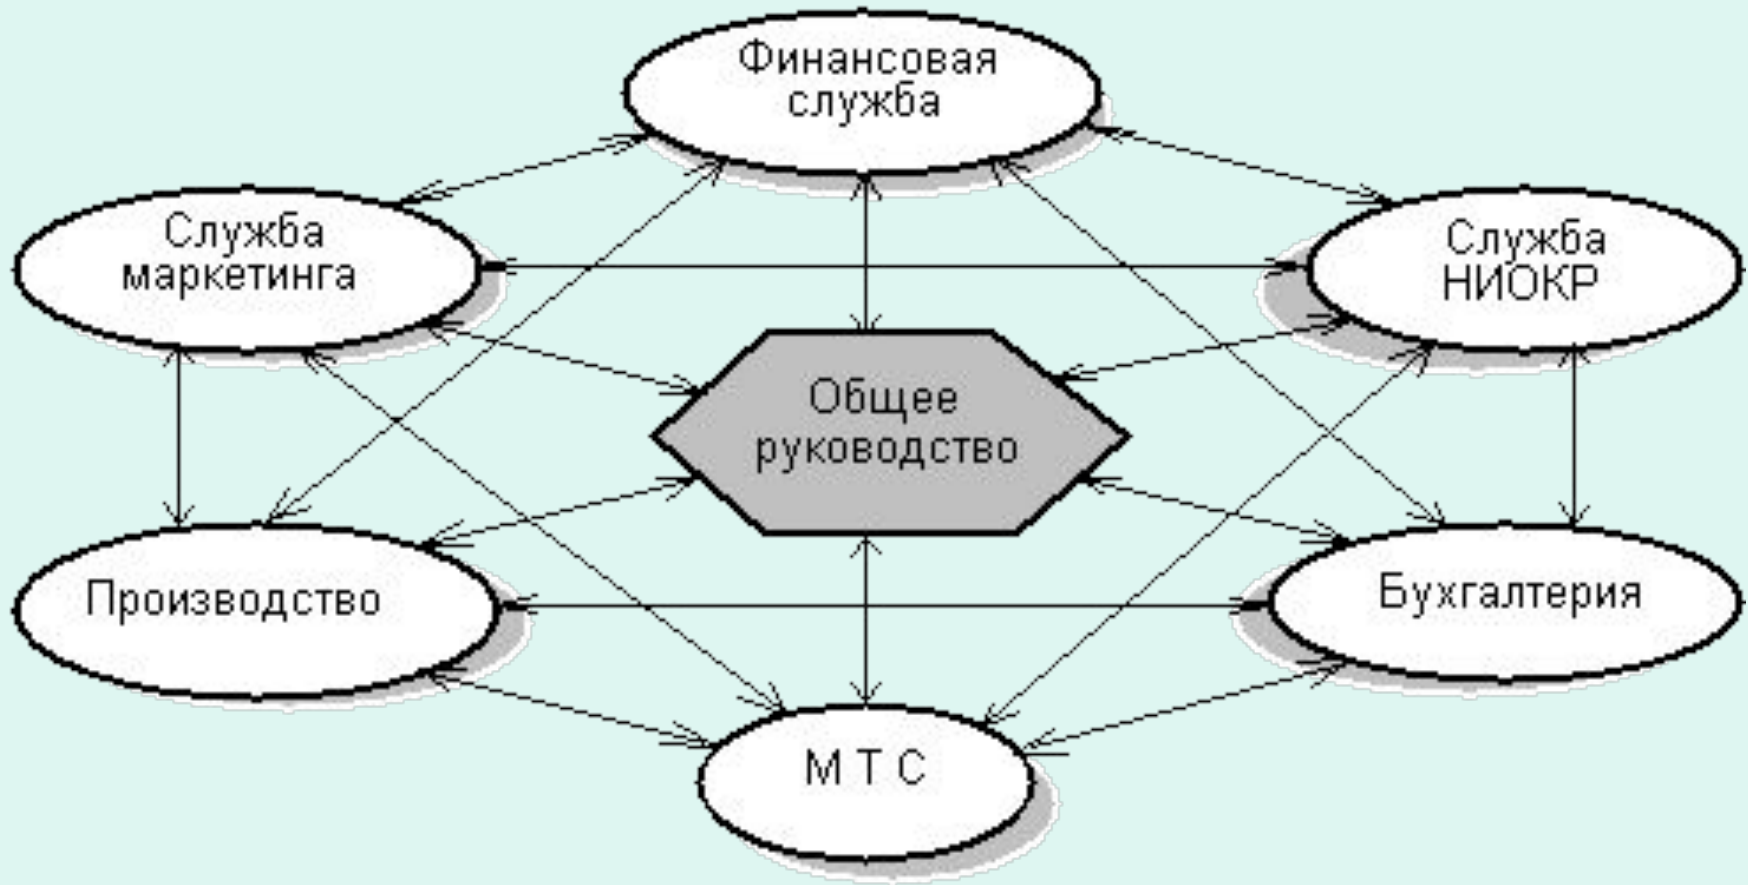 Финансовая
служба
Служба
маркетинга
Служба
НИОКР
Общее
руководство
Производство
Бухгалтерия
М Т С